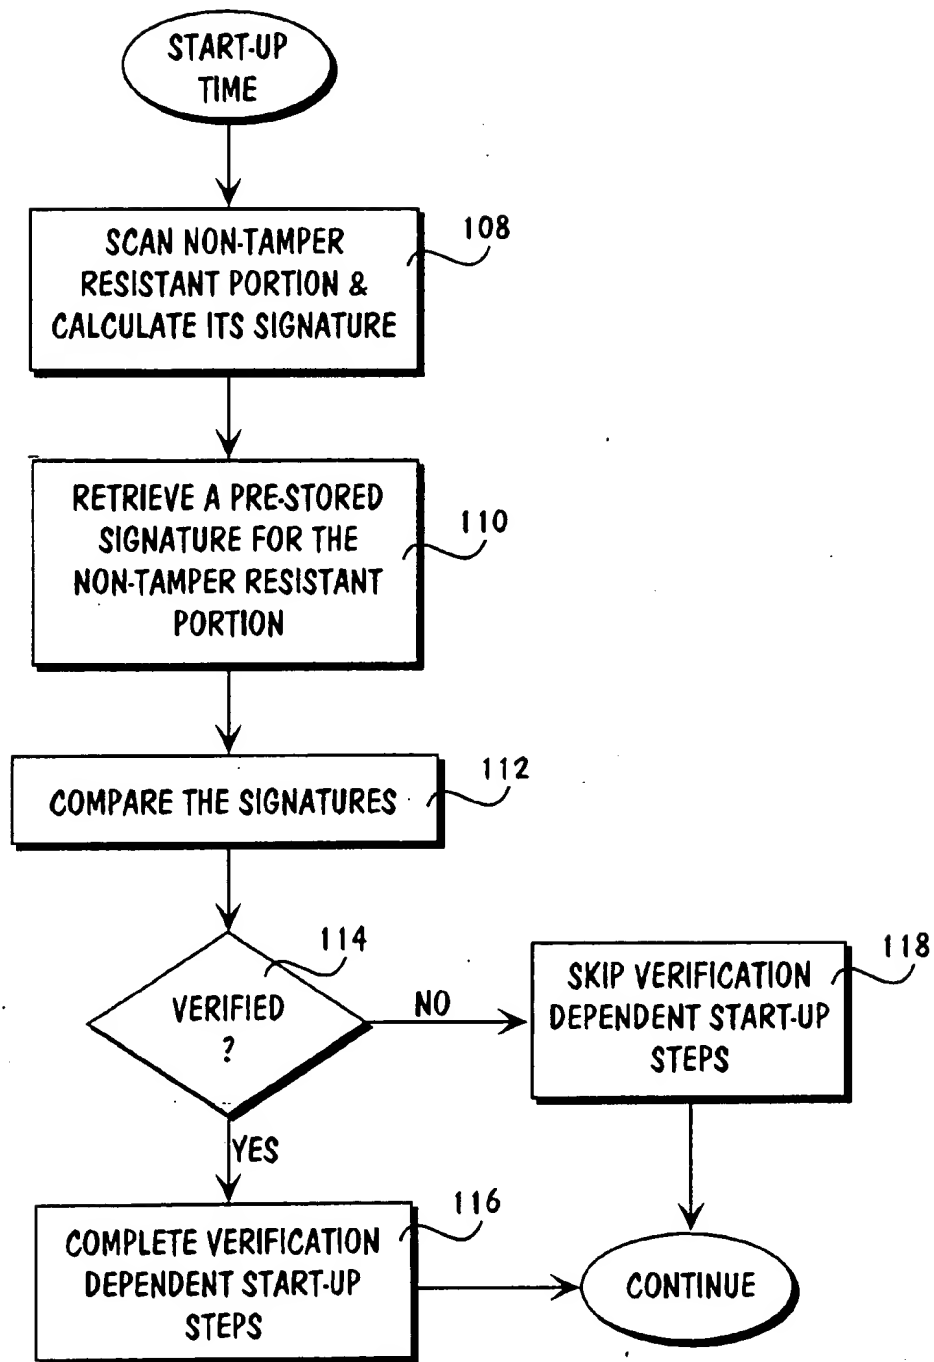 START-UP
TIME
SCAN NON-TAMPER
RESISTANT PORTION &
CALCULATE ITS SIGNATURE
108
RETRIEVE A PRE-STORED
SIGNATURE FOR THE
NON-TAMPER RESISTANT
PORTION
110
COMPARE THE SIGNATURES
112
VERIFIED
?
114
NO
SKIP VERIFICATION
DEPENDENT START-UP
STEPS
118
YES
COMPLETE VERIFICATION
DEPENDENT START-UP
STEPS
116
CONTINUE